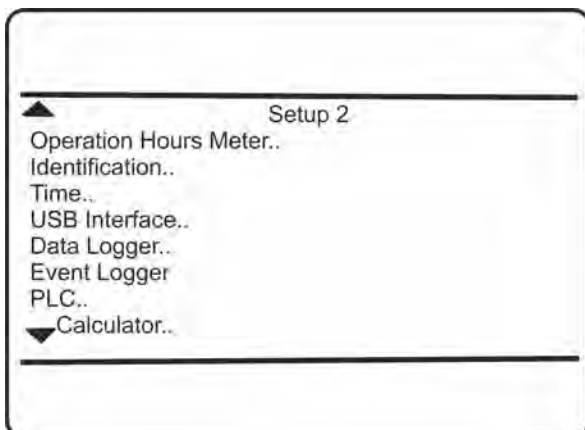 Setup 2
Operation Hours Meter..
Identification..
Time..
USB Interface..
Data Logger..
Event Logger
PLC..
Calculator..